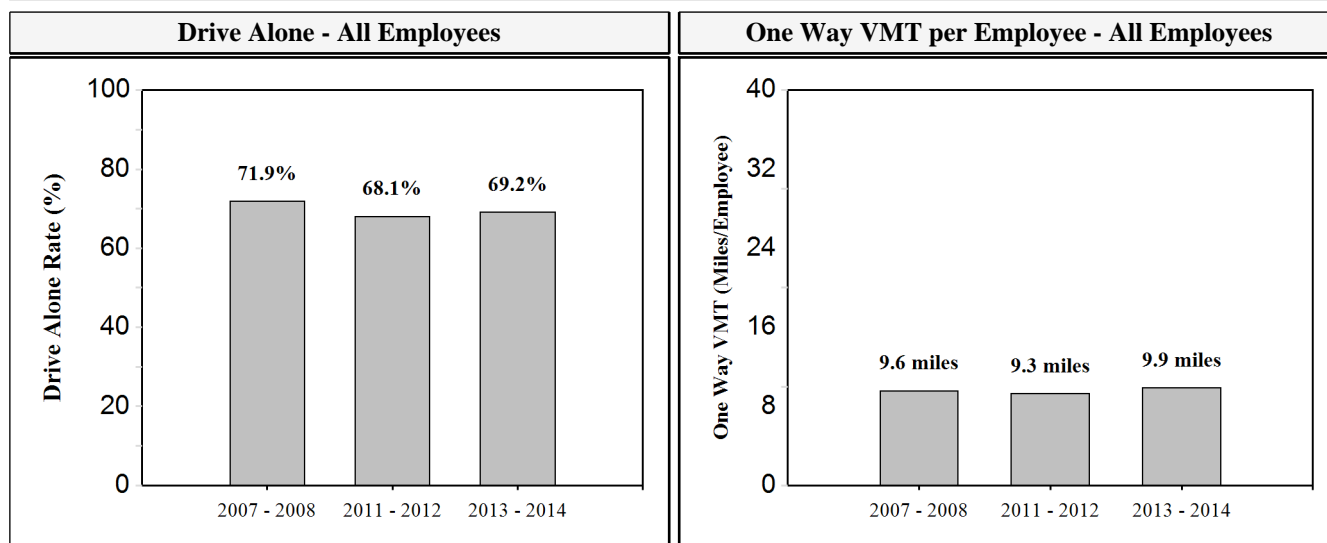 Drive Alone - All Employees
One Way VMT per Employee - All Employees
Drive Alone Rate (%)
100
80
60
40
20
0
71.9%
68.1%
69.2%
2007 - 2008
2011 - 2012
2013 - 2014
One Way VMT (Miles/Employee)
40
32
24
16
8
0
9.6 miles
9.3 miles
9.9 miles
2007 - 2008
2011 - 2012
2013 - 2014